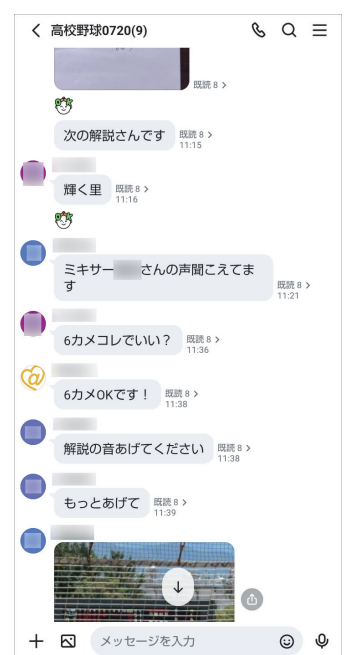 高校野球0720(9)
既読 8 >
次の解説さんです
既読 8 >
11:15
輝く里
既読 8 >
11:16
ミキサー さんの声聞こえてま
す
既読 8 >
11:21
6カメコレでいい？
既読 8 >
11:36
@
6カメOKです！
既読 8 >
11:38
解説の音あげてください
既読 8 >
11:38
もっとあげて
既読 8 >
11:39
メッセージを入力